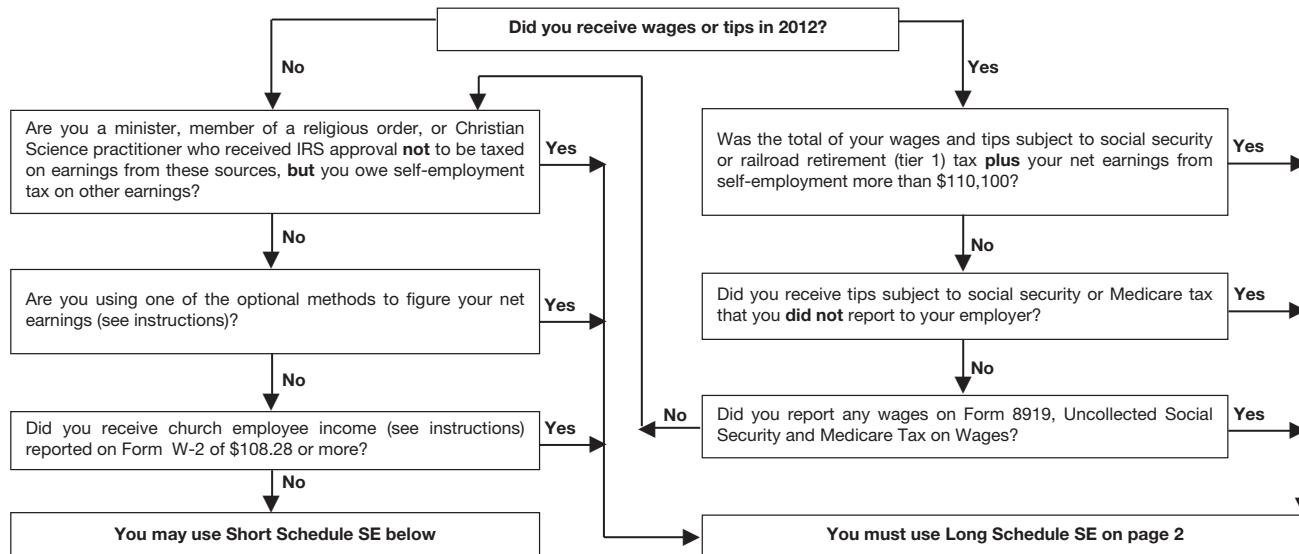 Did you receive wages or tips in 2012?
No
Yes
Are you a minister, member of a religious order, or Christian
Science practitioner who received IRS approval not to be taxed
on earnings from these sources, but you owe self-employment
tax on other earnings?
Yes
Was the total of your wages and tips subject to social security
or railroad retirement (tier 1) tax plus your net earnings from
self-employment more than $110,100?
Yes
No
No
Are you using one of the optional methods to figure your net
earnings (see instructions)?
Yes
Did you receive tips subject to social security or Medicare tax
that you did not report to your employer?
Yes
No
No
Did you receive church employee income (see instructions)
reported on Form W-2 of $108.28 or more?
Yes
No
Did you report any wages on Form 8919, Uncollected Social
Security and Medicare Tax on Wages?
Yes
No
You may use Short Schedule SE below
You must use Long Schedule SE on page 2